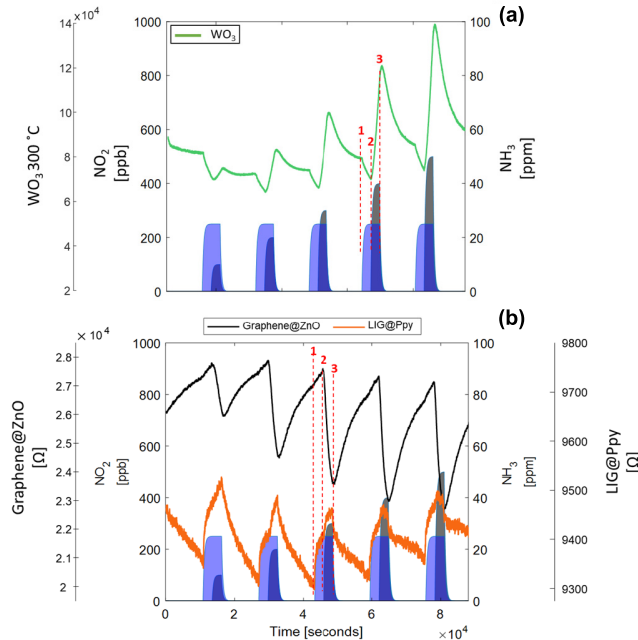 (a)
× 10⁴
14
12
10
8
6
4
2
WO₃ 300 ˚C
1000
800
600
400
200
0
NO₂
[ppb]
WO₃
1
2
3
100
80
60
40
20
0
NH₃
[ppm]
(b)
× 10⁴
2.8
2.7
2.6
2.5
2.4
2.3
2.2
2.1
2
Graphene@ZnO
[Ω]
1000
800
600
400
200
0
NO₂
[ppb]
Graphene@ZnO
LIG@Ppy
1
2
3
100
80
60
40
20
0
NH₃
[ppm]
9800
9700
9600
9500
9400
9300
LIG@Ppy
[Ω]
0 2 4 6 8
Time [seconds]
×10⁴